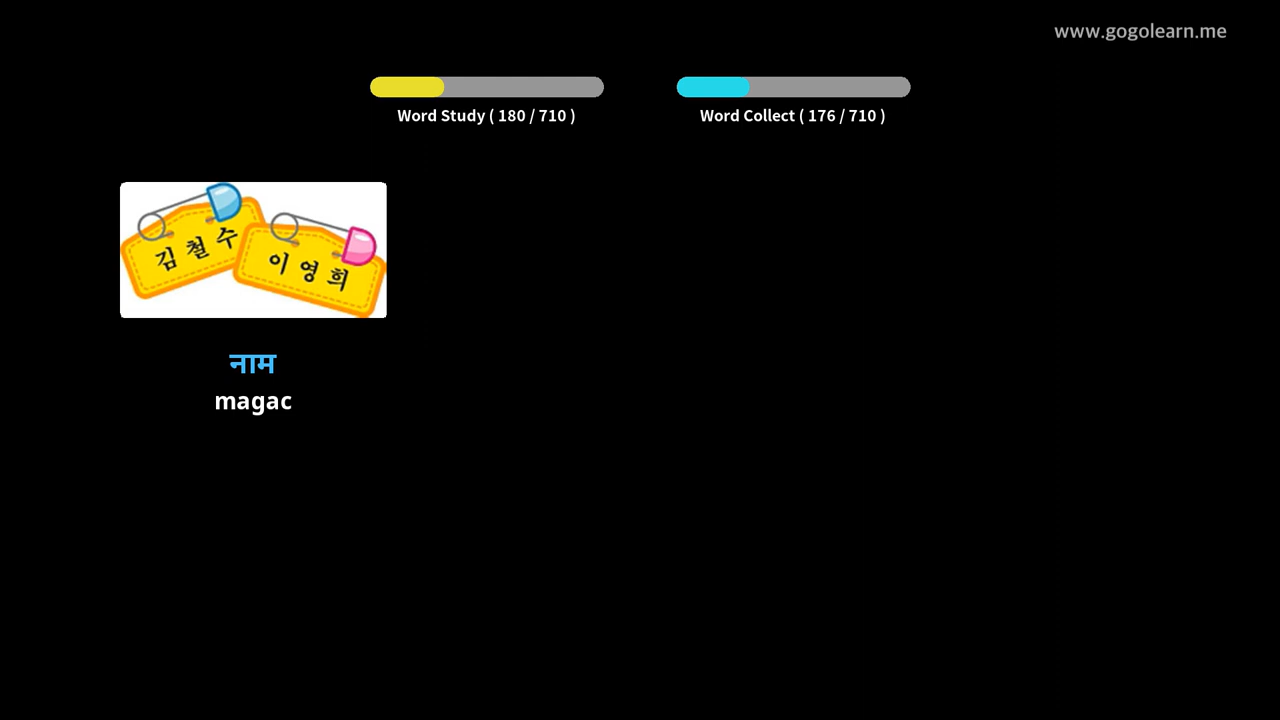 www.gogolearn.me
Word Study ( 180 / 710 )
Word Collect ( 176 / 710 )
김철수
이영희
नाम
magac